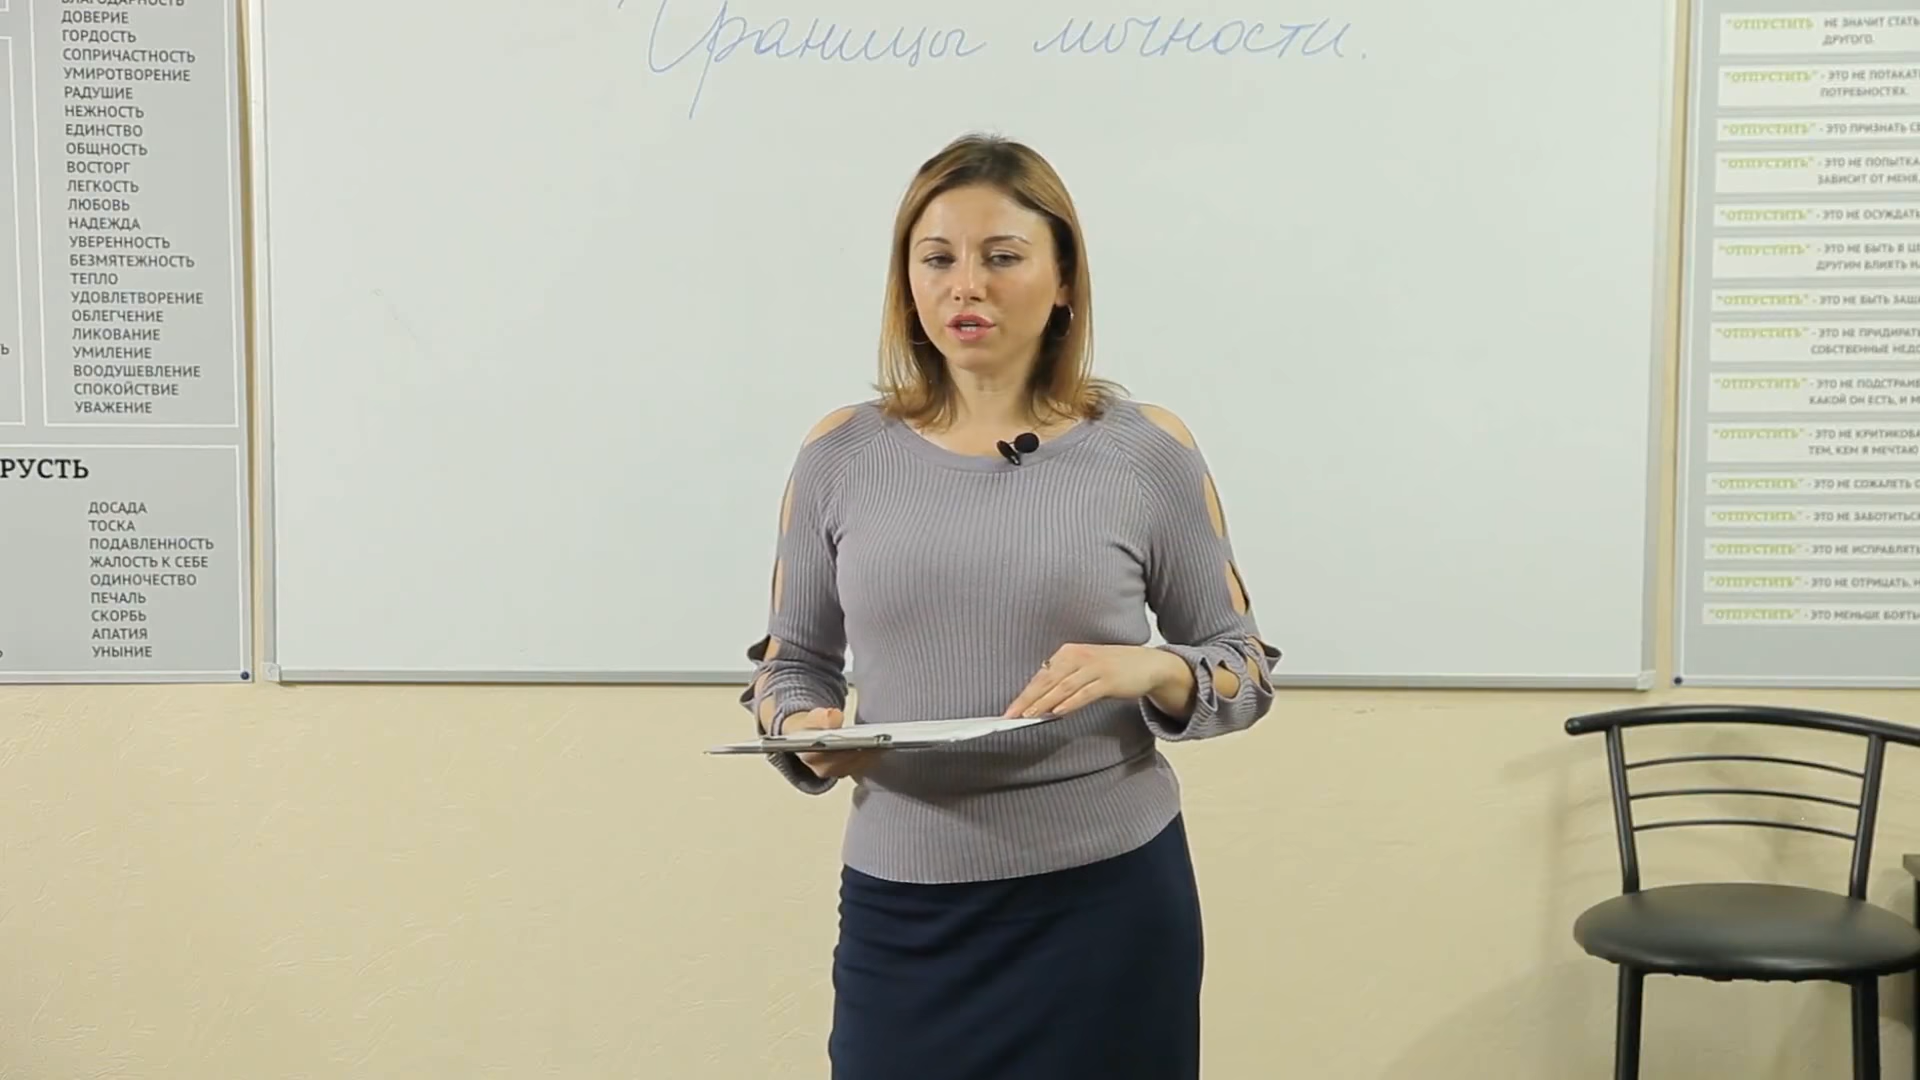 Границы личности.
БЛАГОДАРНОСТЬ
ДОВЕРИЕ
ГОРДОСТЬ
СОПРИЧАСТНОСТЬ
УМИРОТВОРЕНИЕ
РАДУШИЕ
НЕЖНОСТЬ
ЕДИНСТВО
ОБЩНОСТЬ
ВОСТОРГ
ЛЕГКОСТЬ
ЛЮБОВЬ
НАДЕЖДА
УВЕРЕННОСТЬ
БЕЗМЯТЕЖНОСТЬ
ТЕПЛО
УДОВЛЕТВОРЕНИЕ
ОБЛЕГЧЕНИЕ
ЛИКОВАНИЕ
УМИЛЕНИЕ
ВООДУШЕВЛЕНИЕ
СПОКОЙСТВИЕ
УВАЖЕНИЕ
РУСТЬ
ДОСАДА
ТОСКА
ПОДАВЛЕННОСТЬ
ЖАЛОСТЬ К СЕБЕ
ОДИНОЧЕСТВО
ПЕЧАЛЬ
СКОРБЬ
АПАТИЯ
УНЫНИЕ
"ОТПУСТИТЬ НЕ ЗНАЧИТ СТАТЬ
ДРУГОГО.
"ОТПУСТИТЬ" - ЭТО НЕ ПОТАКАТ
ПОТРЕБНОСТЯХ.
"ОТПУСТИТЬ" - ЭТО ПРИЗНАТЬ С
"ОТПУСТИТЬ" - ЭТО НЕ ПОПЫТКА
ЗАВИСИТ ОТ МЕНЯ.
"ОТПУСТИТЬ" - ЭТО НЕ ОСУЖДАТЬ
"ОТПУСТИТЬ" - ЭТО НЕ БЫТЬ В Ц
ДРУГИМ ВЛИЯТЬ НА
"ОТПУСТИТЬ" - ЭТО НЕ БЫТЬ ЗАЩ
"ОТПУСТИТЬ" - ЭТО НЕ ПРИДИРАТЬ
СОБСТВЕННЫЕ НЕДО
"ОТПУСТИТЬ" - ЭТО НЕ ПОДСТРАИ
КАКОЙ ОН ЕСТЬ, И М
"ОТПУСТИТЬ" - ЭТО НЕ КРИТИКОВА
ТЕМ, КЕМ Я МЕЧТАЮ
"ОТПУСТИТЬ" - ЭТО НЕ СОЖАЛЕТЬ О
"ОТПУСТИТЬ" - ЭТО НЕ ЗАБОТИТЬСЯ
"ОТПУСТИТЬ" - ЭТО НЕ ИСПРАВЛЯТЬ
"ОТПУСТИТЬ" - ЭТО НЕ ОТРИЦАТЬ,
"ОТПУСТИТЬ" - ЭТО МЕНЬШЕ БОЯТЬ